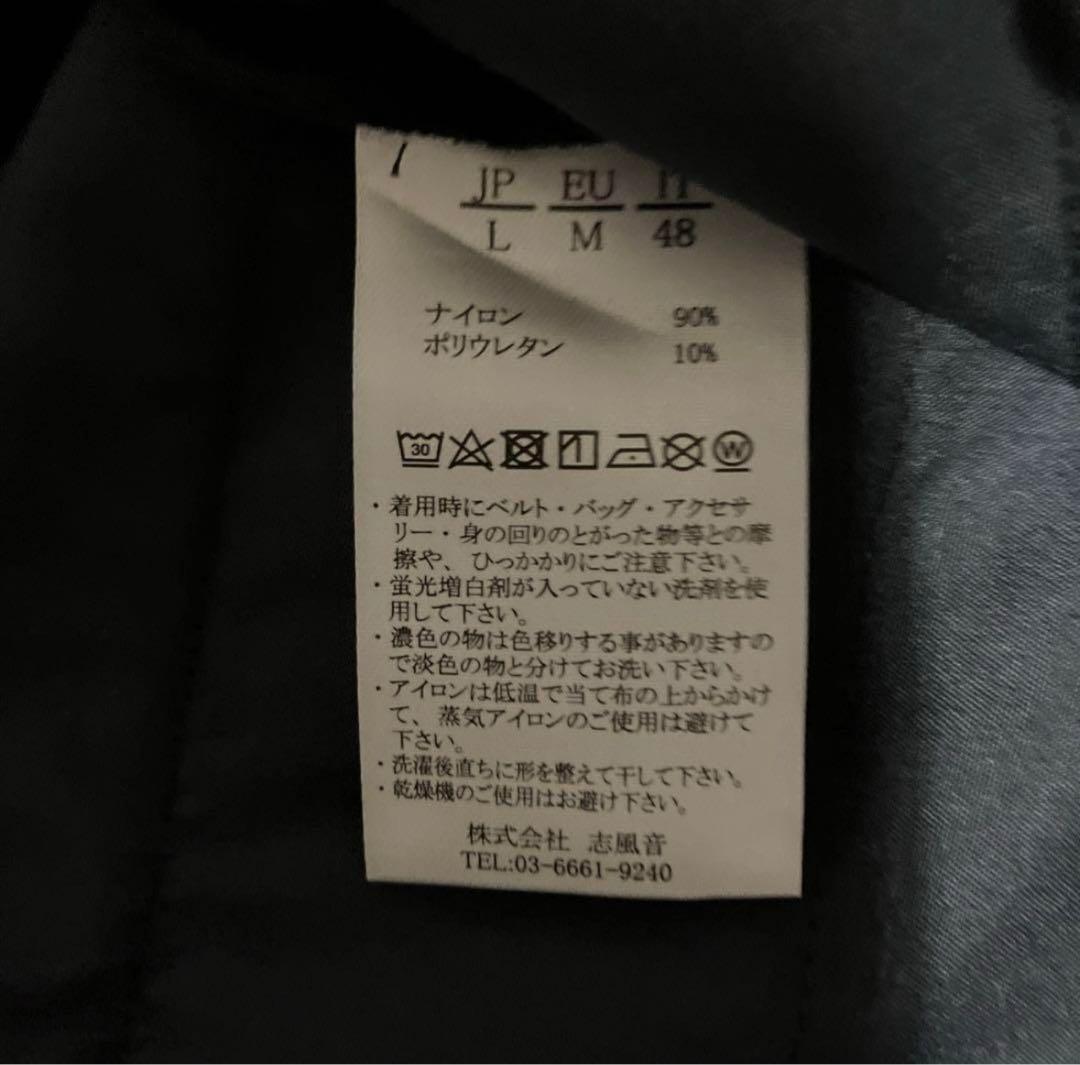 JP EU IT
L M 48
ナイロン 90%
ポリウレタン 10%
30 W
・着用時にベルト・バッグ・アクセサ
リー・身の回りのとがった物等との摩
擦や、ひっかかりにご注意下さい。
・蛍光増白剤が入っていない洗剤を使
用して下さい。
・濃色の物は色移りする事がありますの
で淡色の物と分けてお洗い下さい。
・アイロンは低温で当て布の上からかけ
て、蒸気アイロンのご使用は避けて
下さい。
・洗濯後直ちに形を整えて干して下さい。
・乾燥機のご使用はお避け下さい。
株式会社 志風音
TEL:03-6661-9240